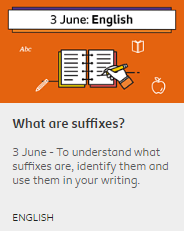 3 June: English
Abc
What are suffixes?
3 June - To understand what
suffixes are, identify them and
use them in your writing.
ENGLISH